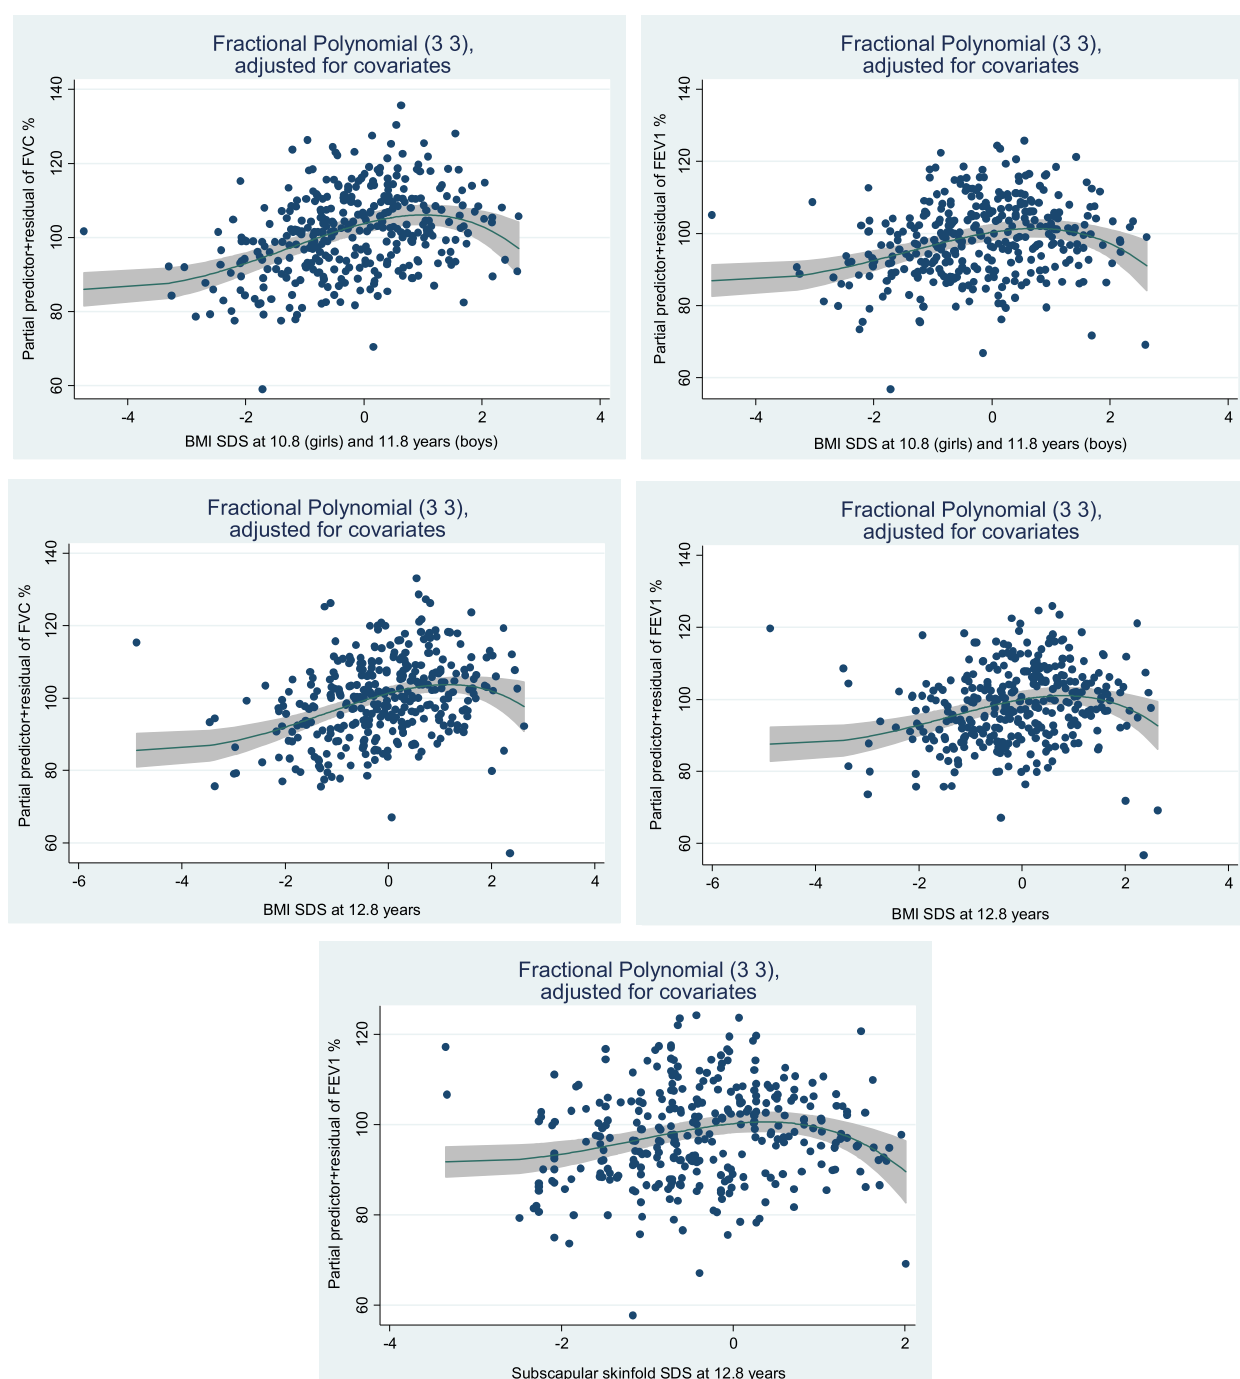 Fractional Polynomial (3 3),
adjusted for covariates
Partial predictor+residual of FVC %
140
120
100
80
60
-4
-2
0
2
4
BMI SDS at 10.8 (girls) and 11.8 years (boys)
Fractional Polynomial (3 3),
adjusted for covariates
Partial predictor+residual of FEV1 %
140
120
100
80
60
-4
-2
0
2
4
BMI SDS at 10.8 (girls) and 11.8 years (boys)
Fractional Polynomial (3 3),
adjusted for covariates
Partial predictor+residual of FVC %
140
120
100
80
60
-6
-4
-2
0
2
4
BMI SDS at 12.8 years
Fractional Polynomial (3 3),
adjusted for covariates
Partial predictor+residual of FEV1 %
140
120
100
80
60
-6
-4
-2
0
2
4
BMI SDS at 12.8 years
Fractional Polynomial (3 3),
adjusted for covariates
Partial predictor+residual of FEV1 %
120
100
80
60
-4
-2
0
2
Subscapular skinfold SDS at 12.8 years